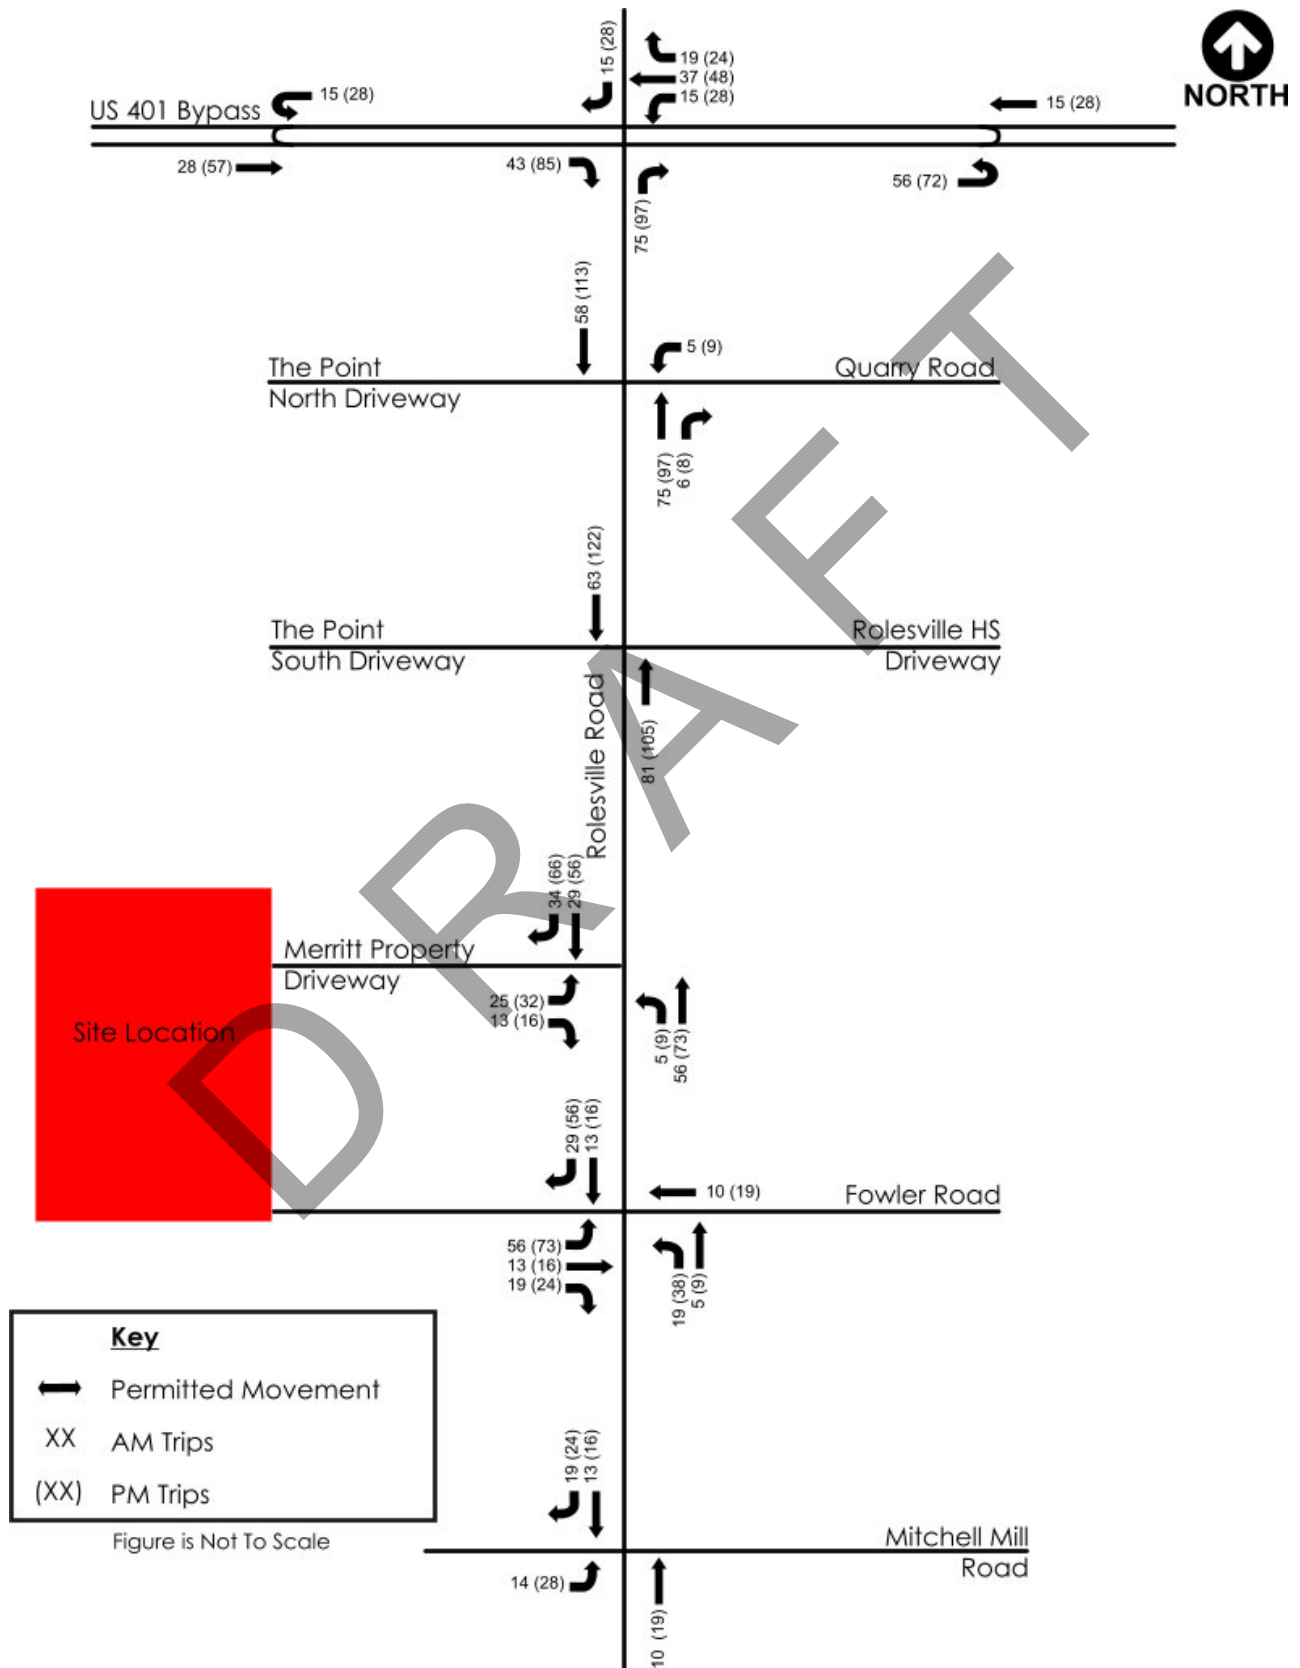 NORTH
15 (28)
19 (24)
37 (48)
15 (28)
15 (28)
15 (28)
US 401 Bypass
28 (57)
43 (85)
75 (97)
56 (72)
58 (113)
5 (9)
The Point
North Driveway
Quarry Road
75 (97)
6 (8)
63 (122)
The Point
South Driveway
Rolesville HS
Driveway
Rolesville Road
81 (105)
34 (66)
29 (56)
Merritt Property
Driveway
25 (32)
13 (16)
5 (9)
56 (73)
Site Location
29 (56)
13 (16)
10 (19)
Fowler Road
56 (73)
13 (16)
19 (24)
19 (38)
5 (9)
Key
Permitted Movement
XX AM Trips
(XX) PM Trips
Figure is Not To Scale
19 (24)
13 (16)
Mitchell Mill
Road
14 (28)
10 (19)
DRAFT